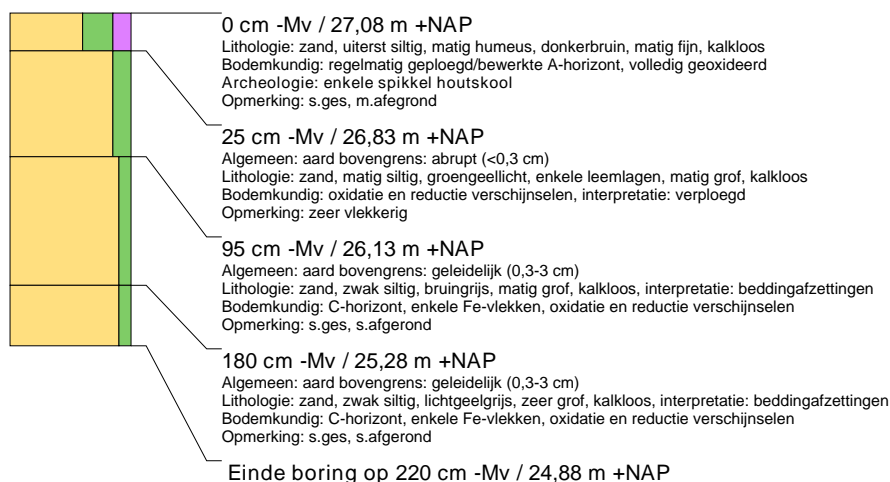 0 cm -Mv / 27,08 m +NAP
Lithologie: zand, uiterst siltig, matig humeus, donkerbruin, matig fijn, kalkloos
Bodemkundig: regelmatig geploegd/bewerkte A-horizont, volledig geoxideerd
Archeologie: enkele spikkel houtskool
Opmerking: s.ges, m.afegrond
25 cm -Mv / 26,83 m +NAP
Algemeen: aard bovengrens: abrupt (<0,3 cm)
Lithologie: zand, matig siltig, groengeellicht, enkele leemlagen, matig grof, kalkloos
Bodemkundig: oxidatie en reductie verschijnselen, interpretatie: verploegd
Opmerking: zeer vlekkerig
95 cm -Mv / 26,13 m +NAP
Algemeen: aard bovengrens: geleidelijk (0,3-3 cm)
Lithologie: zand, zwak siltig, bruingrijs, matig grof, kalkloos, interpretatie: beddingafzettingen
Bodemkundig: C-horizont, enkele Fe-vlekken, oxidatie en reductie verschijnselen
Opmerking: s.ges, s.afgerond
180 cm -Mv / 25,28 m +NAP
Algemeen: aard bovengrens: geleidelijk (0,3-3 cm)
Lithologie: zand, zwak siltig, lichtgeelgrijs, zeer grof, kalkloos, interpretatie: beddingafzettingen
Bodemkundig: C-horizont, enkele Fe-vlekken, oxidatie en reductie verschijnselen
Opmerking: s.ges, s.afgerond
Einde boring op 220 cm -Mv / 24,88 m +NAP